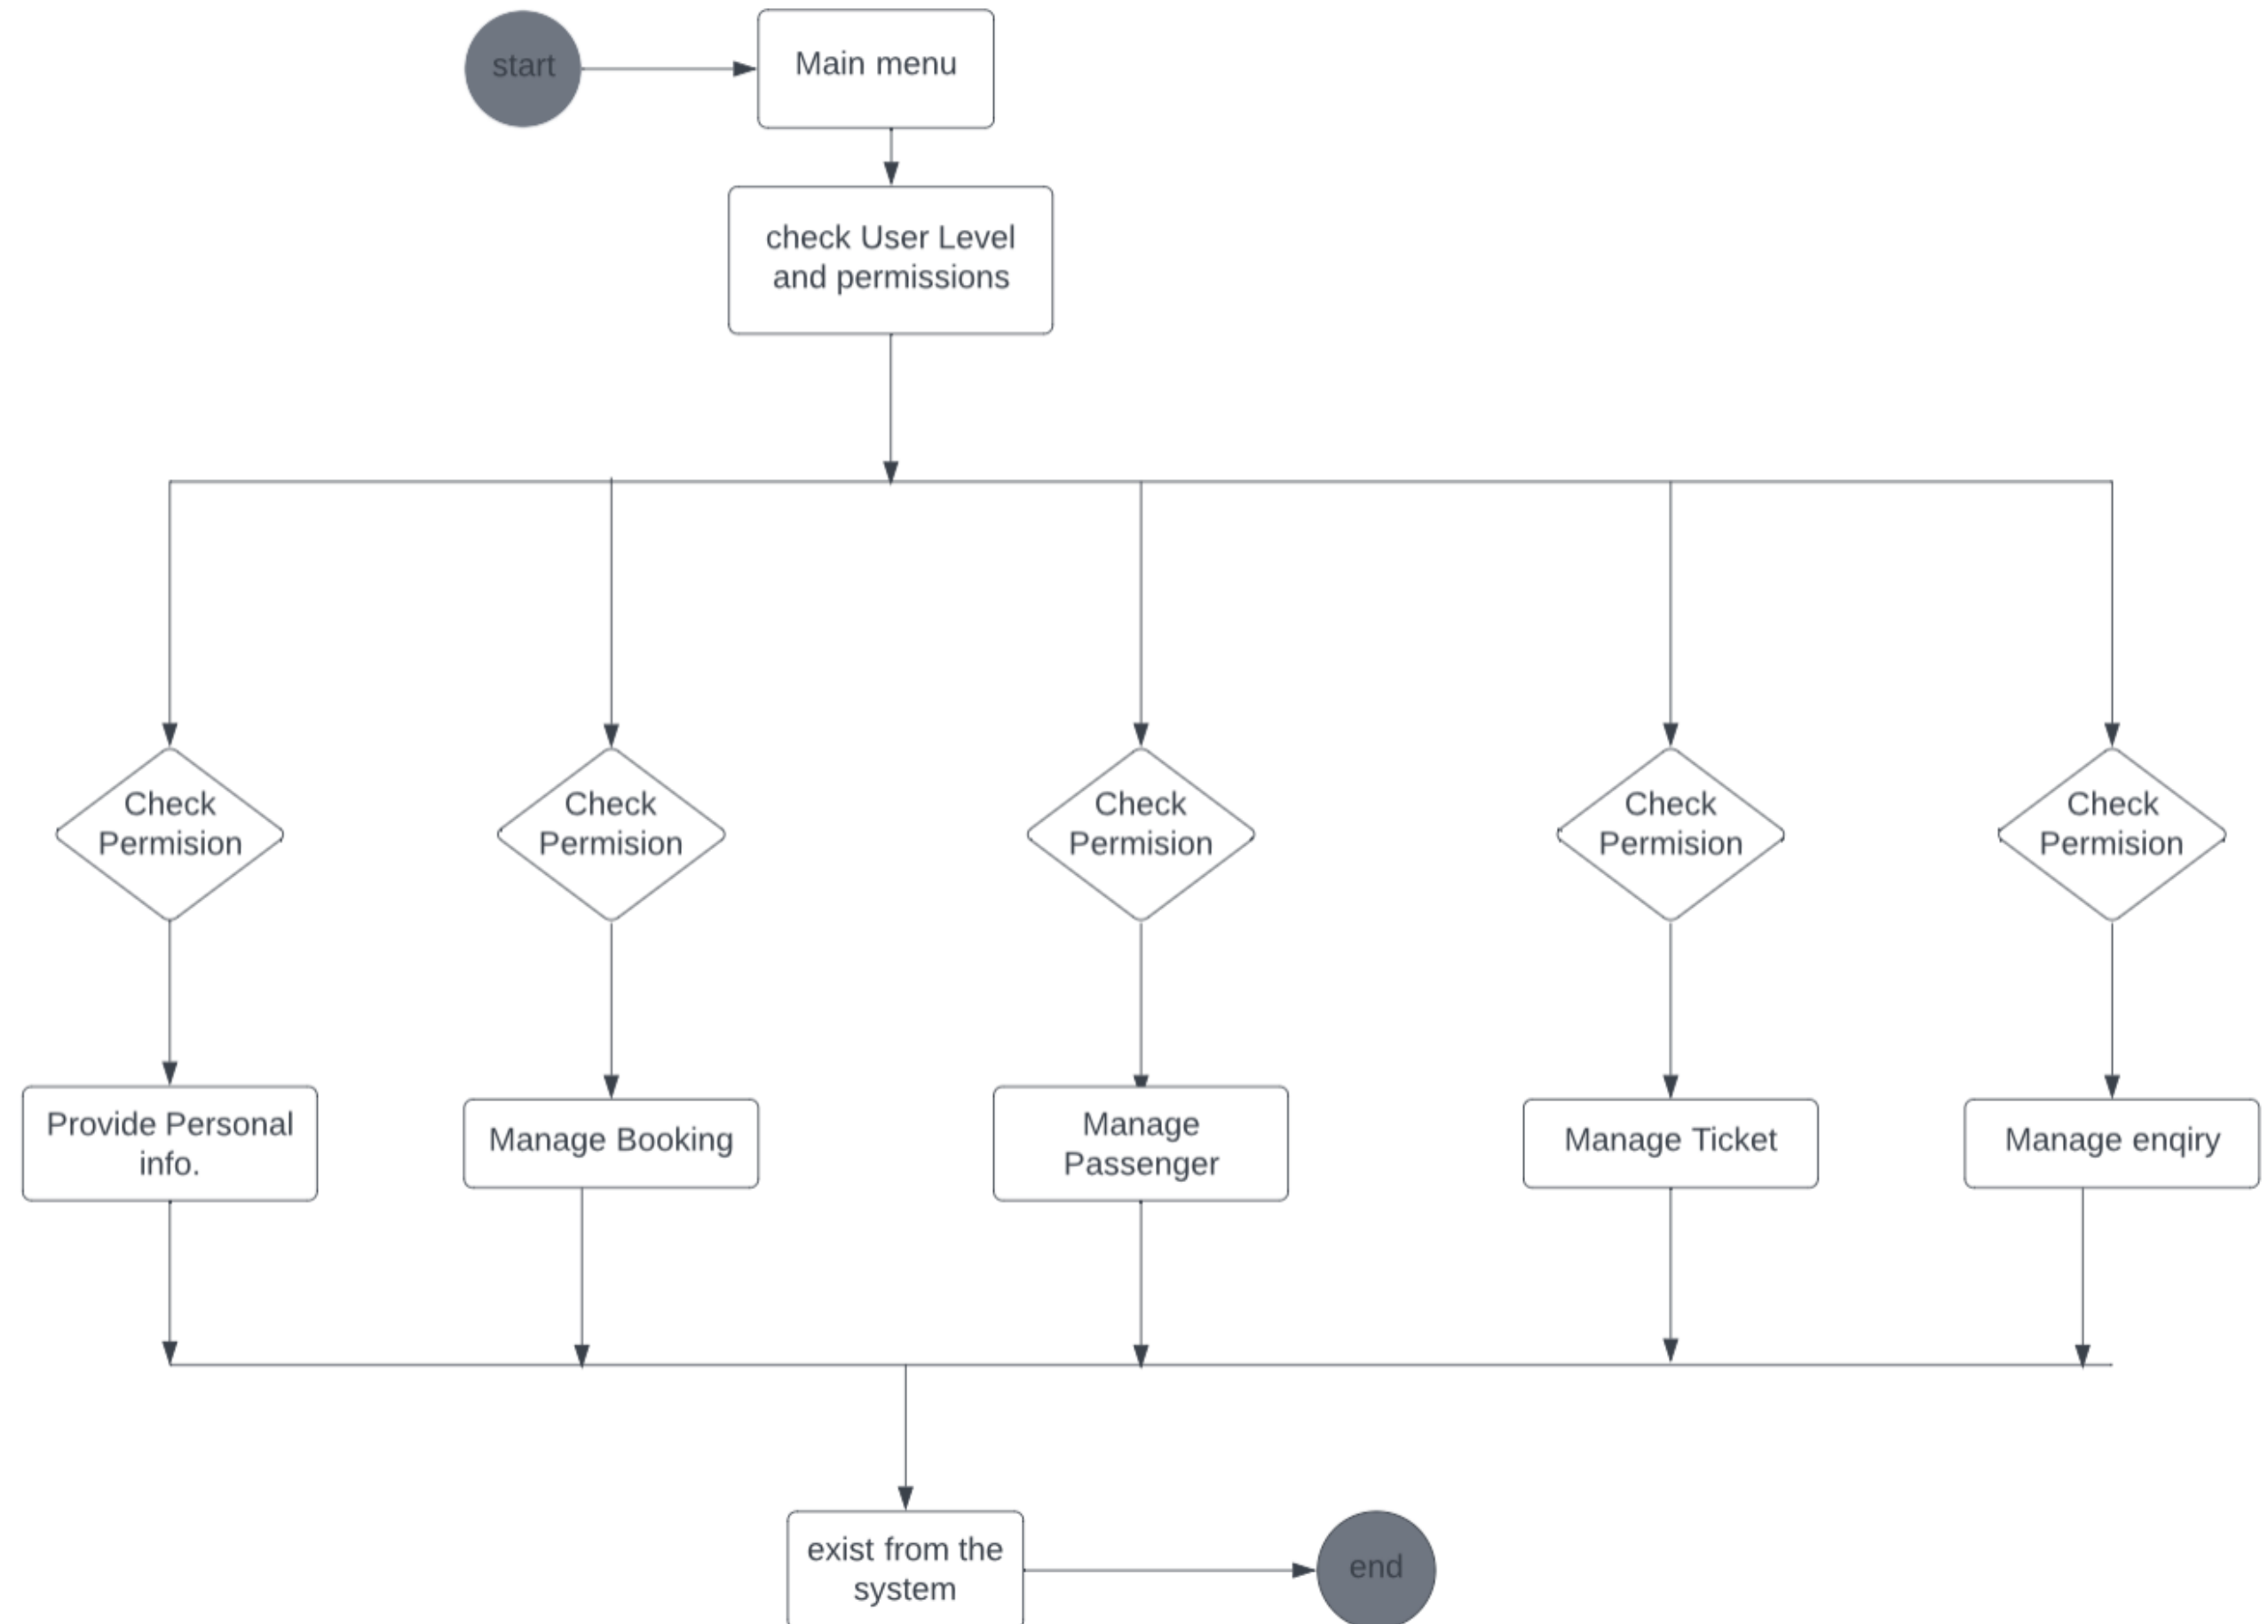 start
Main menu
check User Level
and permissions
Check
Permision
Check
Permision
Check
Permision
Check
Permision
Check
Permision
Provide Personal
info.
Manage Booking
Manage
Passenger
Manage Ticket
Manage enqiry
exist from the
system
end